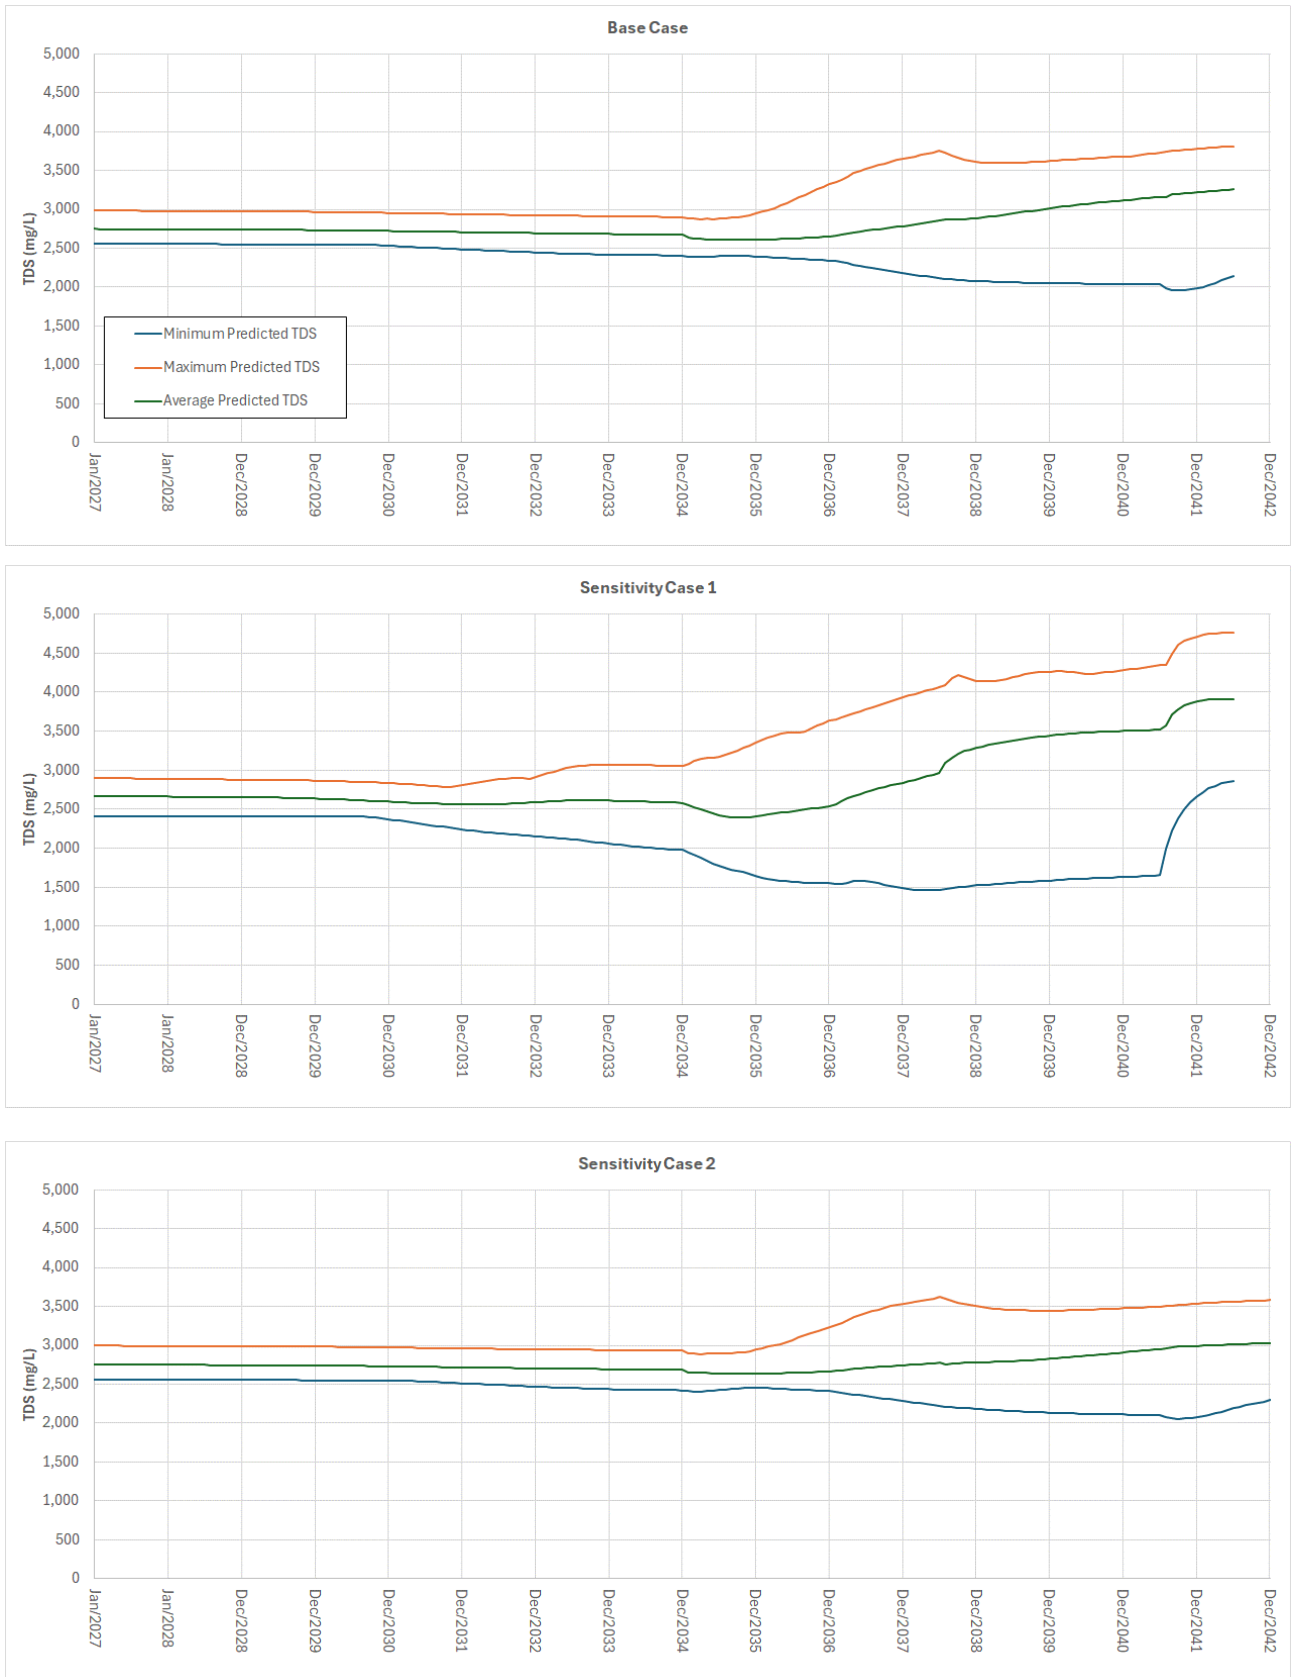 Base Case
TDS (mg/L)
5,000
4,500
4,000
3,500
3,000
2,500
2,000
1,500
1,000
500
0
Minimum Predicted TDS
Maximum Predicted TDS
Average Predicted TDS
Jan/2027
Jan/2028
Dec/2028
Dec/2029
Dec/2030
Dec/2031
Dec/2032
Dec/2033
Dec/2034
Dec/2035
Dec/2036
Dec/2037
Dec/2038
Dec/2039
Dec/2040
Dec/2041
Dec/2042
Sensitivity Case 1
TDS (mg/L)
5,000
4,500
4,000
3,500
3,000
2,500
2,000
1,500
1,000
500
0
Jan/2027
Jan/2028
Dec/2028
Dec/2029
Dec/2030
Dec/2031
Dec/2032
Dec/2033
Dec/2034
Dec/2035
Dec/2036
Dec/2037
Dec/2038
Dec/2039
Dec/2040
Dec/2041
Dec/2042
Sensitivity Case 2
TDS (mg/L)
5,000
4,500
4,000
3,500
3,000
2,500
2,000
1,500
1,000
500
0
Jan/2027
Jan/2028
Dec/2028
Dec/2029
Dec/2030
Dec/2031
Dec/2032
Dec/2033
Dec/2034
Dec/2035
Dec/2036
Dec/2037
Dec/2038
Dec/2039
Dec/2040
Dec/2041
Dec/2042